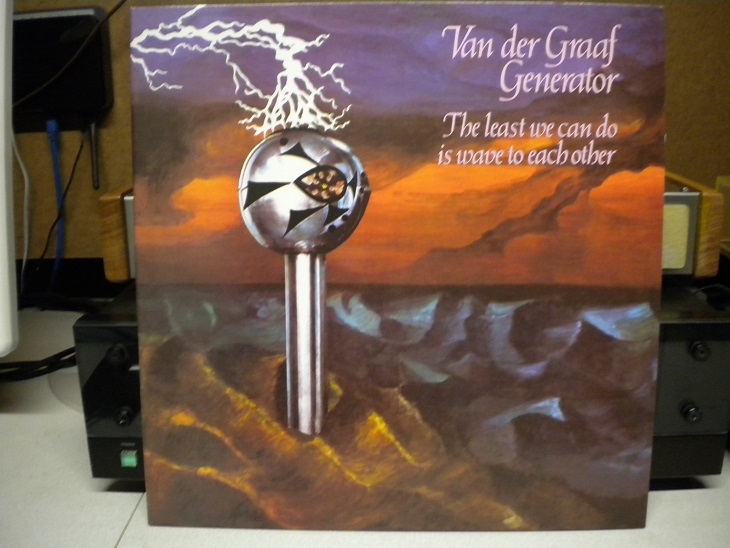 Van der Graaf
Generator
The least we can do
is wave to each other